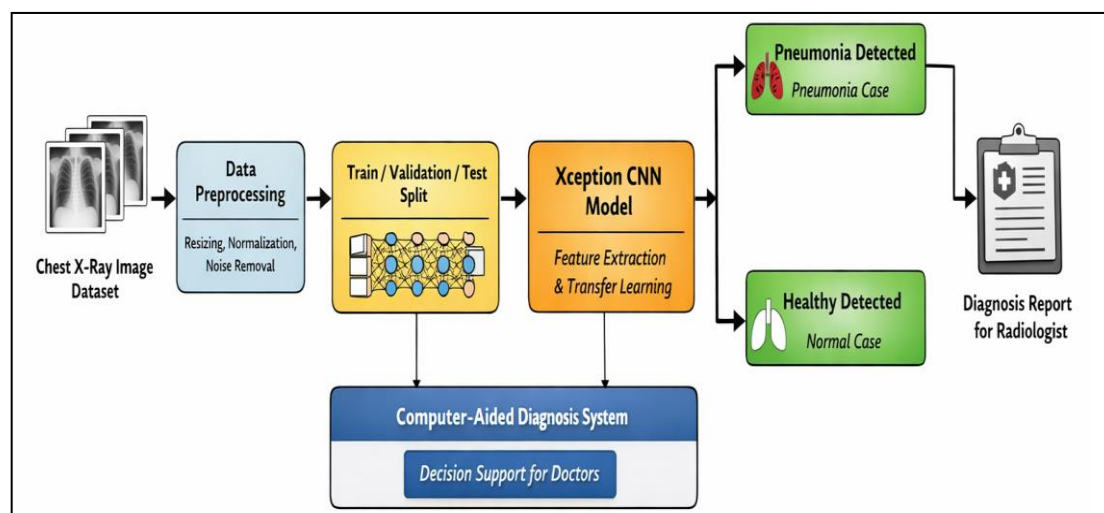 Chest X-Ray Image
Dataset
Data
Preprocessing
Resizing, Normalization,
Noise Removal
Train / Validation / Test
Split
Xception CNN
Model
Feature Extraction
& Transfer Learning
Pneumonia Detected
Pneumonia Case
Healthy Detected
Normal Case
Diagnosis Report
for Radiologist
Computer-Aided Diagnosis System
Decision Support for Doctors